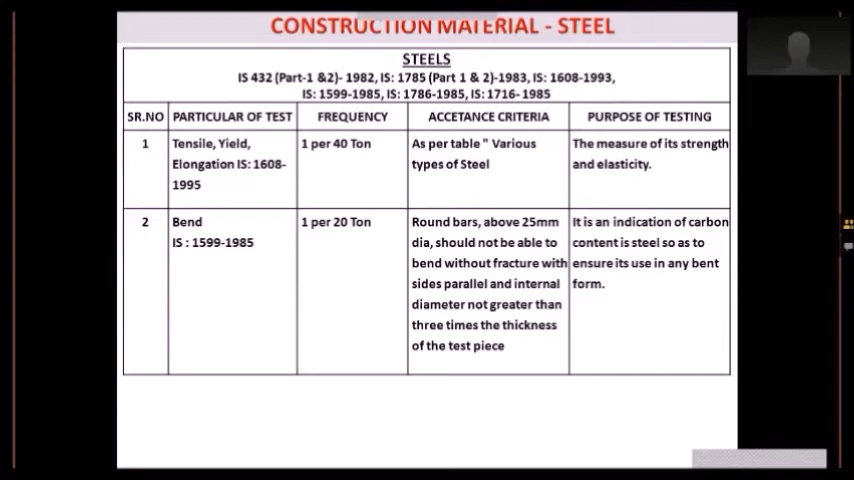 CONSTRUCTION MATERIAL - STEEL
STEELS
IS 432 (Part-1 &2)- 1982, IS: 1785 (Part 1 & 2)-1983, IS: 1608-1993,
IS: 1599-1985, IS: 1786-1985, IS: 1716- 1985
SR.NO PARTICULAR OF TEST FREQUENCY ACCETANCE CRITERIA PURPOSE OF TESTING
1
Tensile, Yield,
Elongation IS: 1608-
1995
1 per 40 Ton
As per table " Various
types of Steel
The measure of its strength
and elasticity.
2
Bend
IS : 1599-1985
1 per 20 Ton
Round bars, above 25mm
dia, should not be able to
bend without fracture with
sides parallel and internal
diameter not greater than
three times the thickness
of the test piece
It is an indication of carbon
content is steel so as to
ensure its use in any bent
form.